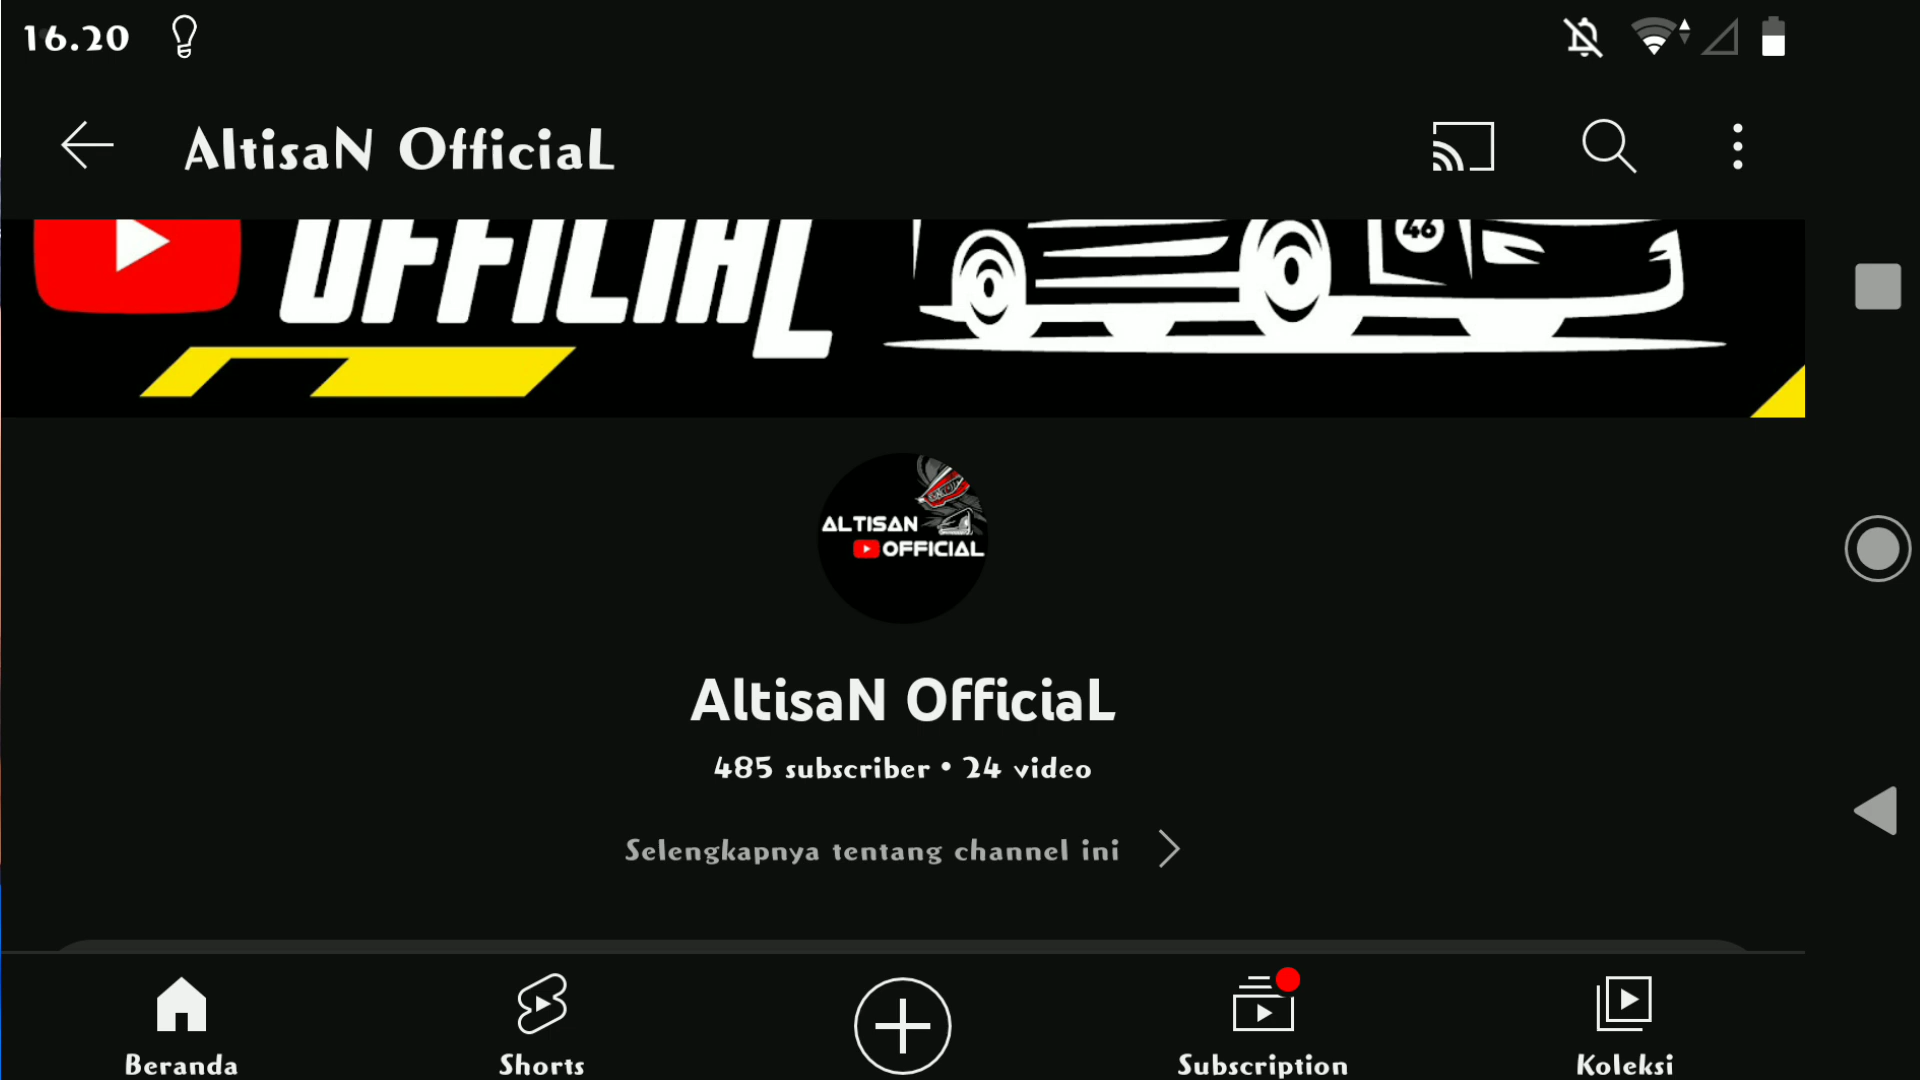 16.20
AltisaN OfficiaL
OFFICIAL
46
ALTISAN
OFFICIAL
AltisaN OfficiaL
485 subscriber • 24 video
Selengkapnya tentang channel ini
Beranda
Shorts
Subscription
Koleksi